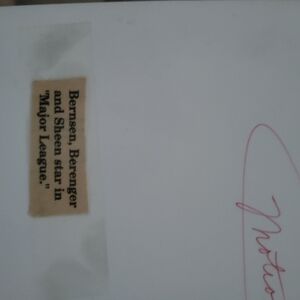 Bernsen, Berenger
and Sheen star in
"Major League."